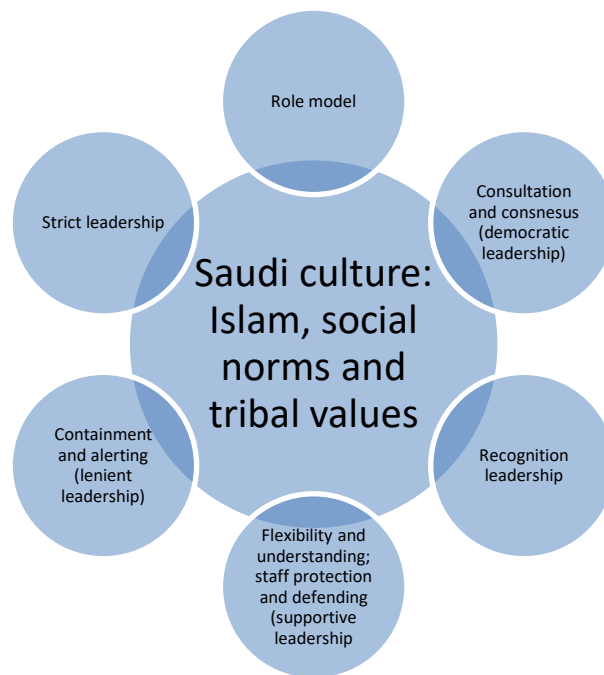 Role model
Consultation
and consnesus
(democratic
leadership)
Strict leadership
Saudi culture:
Islam, social
norms and
tribal values
Containment
and alerting
(lenient
leadership)
Recognition
leadership
Flexibility and
understanding;
staff protection
and defending
(supportive
leadership